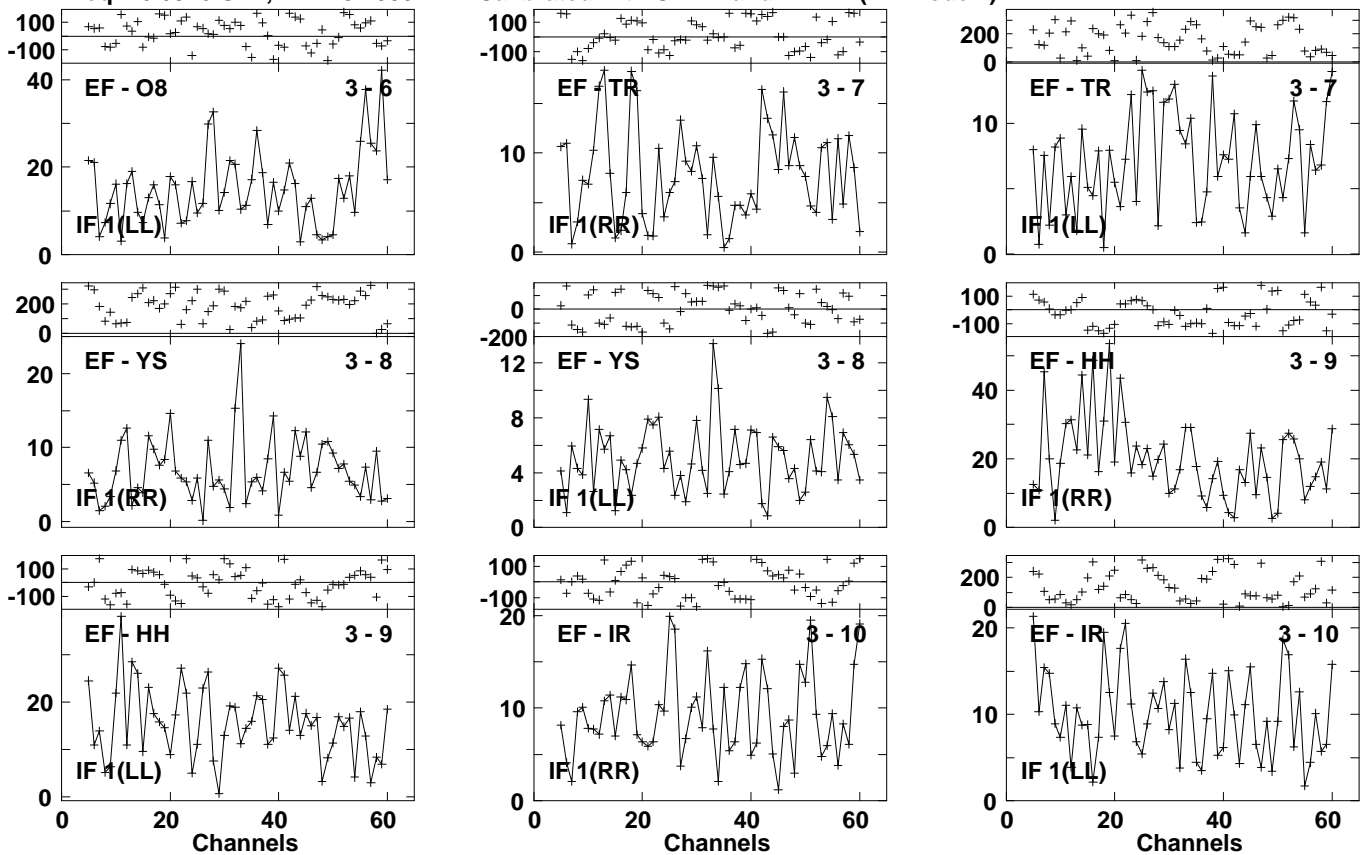 100
-100
40
20
0
EF - O8
3 - 6
IF 1(LL)
100
-100
10
0
EF - TR
3 - 7
IF 1(RR)
200
0
10
0
EF - TR
3 - 7
IF 1(LL)
200
0
20
10
0
EF - YS
3 - 8
IF 1(RR)
0
-200
12
8
4
0
EF - YS
3 - 8
IF 1(LL)
100
-100
40
20
0
EF - HH
3 - 9
IF 1(RR)
100
-100
20
0
EF - HH
3 - 9
IF 1(LL)
0 20 40 60
Channels
100
-100
20
10
0
EF - IR
3 - 10
IF 1(RR)
0 20 40 60
Channels
200
0
20
10
0
EF - IR
3 - 10
IF 1(LL)
0 20 40 60
Channels